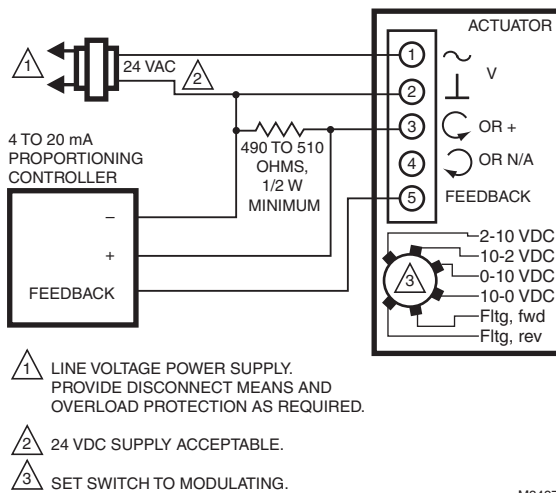 ACTUATOR
1
24 VAC
2
1
V
2
3
OR +
4 TO 20 mA
PROPORTIONING
CONTROLLER
490 TO 510
OHMS,
1/2 W
MINIMUM
4
OR N/A
5
FEEDBACK
–
+
FEEDBACK
3
2-10 VDC
10-2 VDC
0-10 VDC
10-0 VDC
Fltg, fwd
Fltg, rev
1 LINE VOLTAGE POWER SUPPLY.
PROVIDE DISCONNECT MEANS AND
OVERLOAD PROTECTION AS REQUIRED.
2 24 VDC SUPPLY ACCEPTABLE.
3 SET SWITCH TO MODULATING.